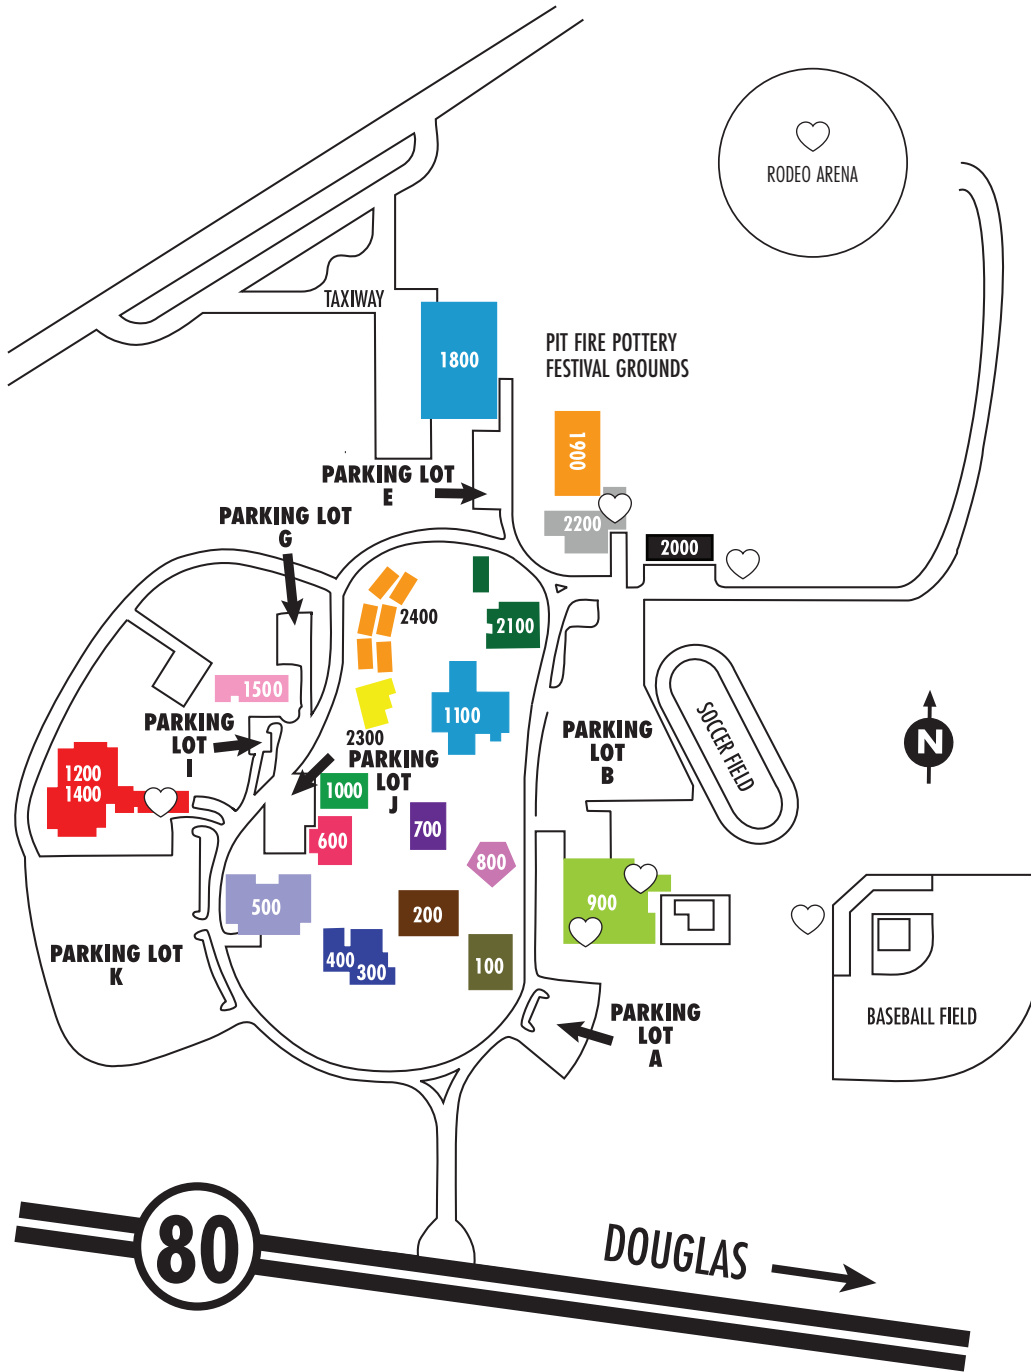 RODEO ARENA
TAXIWAY
1800
PIT FIRE POTTERY
FESTIVAL GROUNDS
1900
PARKING LOT
E
PARKING LOT
G
2200
2000
2400
2100
1500
1100
SOCCER FIELD
PARKING
LOT
I
2300
PARKING
LOT
J
PARKING
LOT
B
N
1200
1400
1000
700
600
800
500
200
900
400
300
100
PARKING LOT
K
PARKING
LOT
A
BASEBALL FIELD
80
DOUGLAS